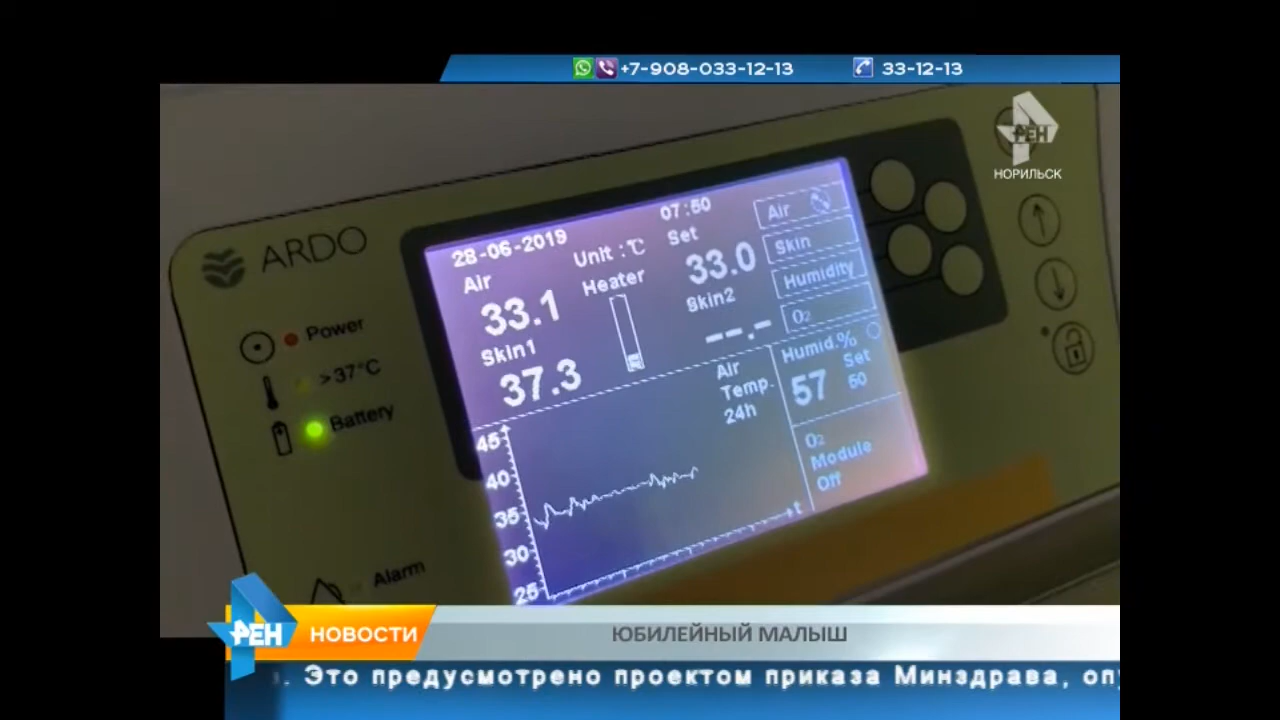 +7-908-033-12-13 33-12-13
РЕН
НОРИЛЬСК
ARDO
Power
>37°C
Battery
Alarm
28-06-2019
07:50
Air
Unit :°C
Set
33.1
Heater
33.0
Skin1
Skin2
37.3
--.-
Air
Skin
Humidity
O2
Humid.%
Set
57
60
O2
Module
Off
Air
Temp.
24h
45
40
35
30
25
t
РЕН НОВОСТИ
ЮБИЛЕЙНЫЙ МАЛЫШ
. Это предусмотрено проектом приказа Минздрава,